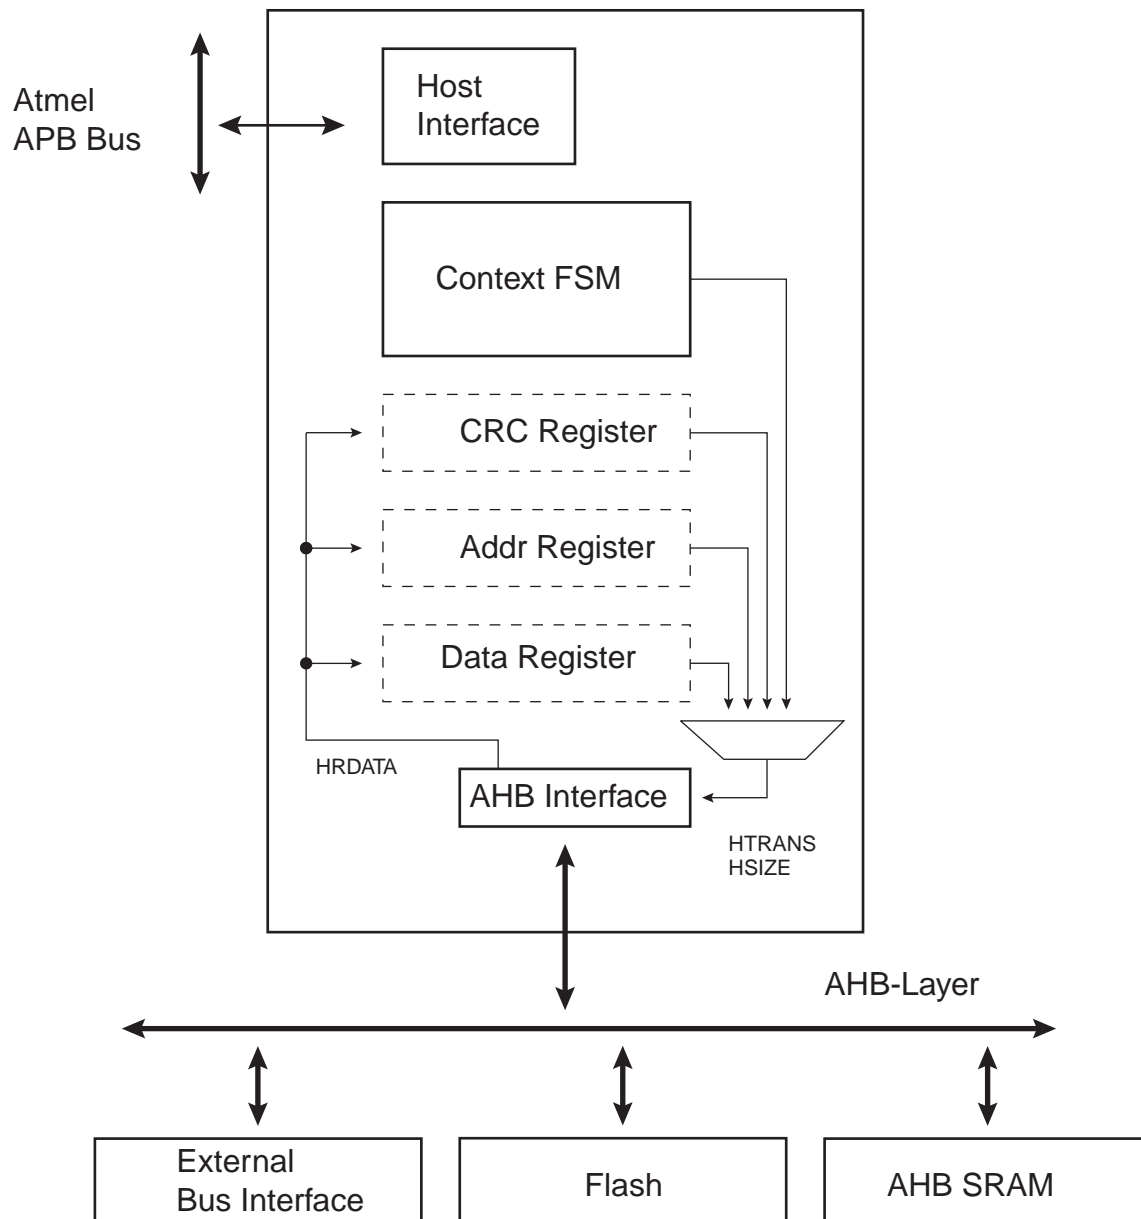 Atmel
APB Bus
Host
Interface
Context FSM
CRC Register
Addr Register
Data Register
HRDATA
AHB Interface
HTRANS
HSIZE
AHB-Layer
External
Bus Interface
Flash
AHB SRAM